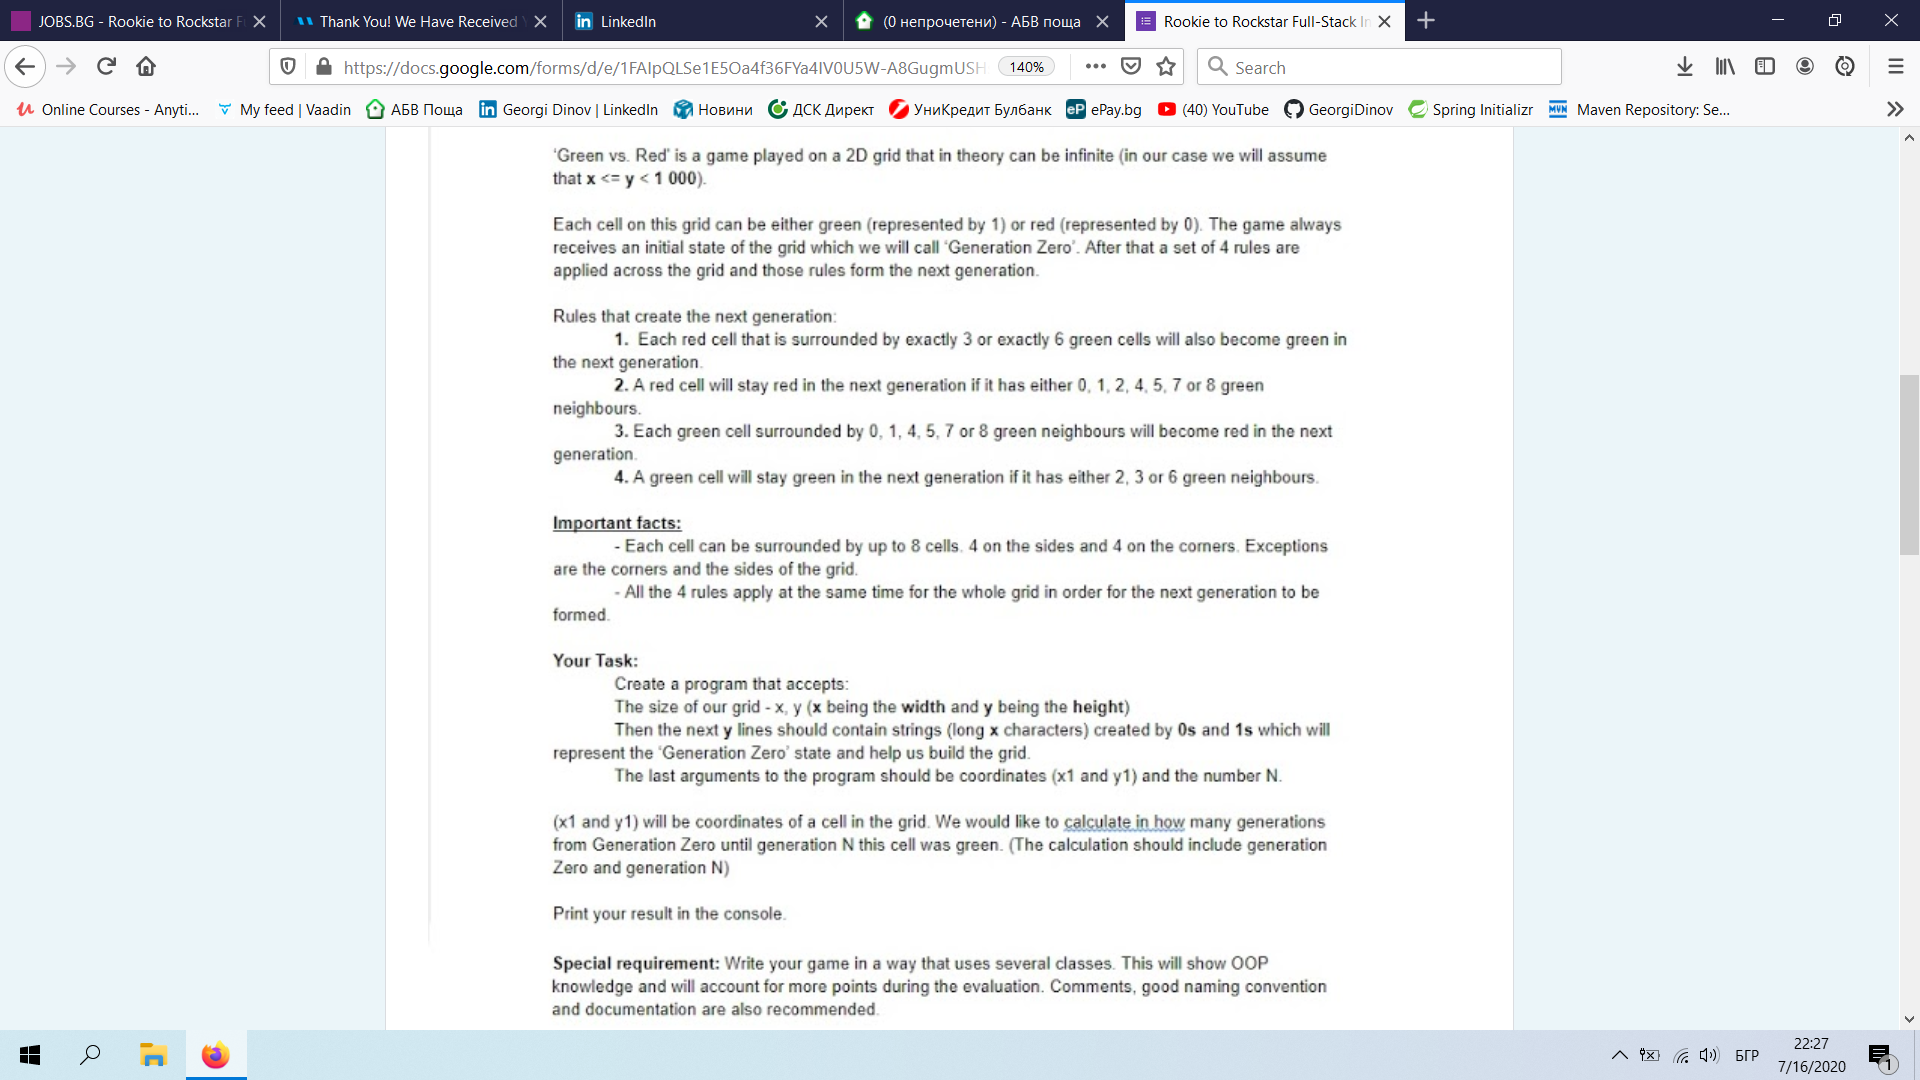 JOBS.BG - Rookie to Rockstar F
Thank You! We Have Received
LinkedIn
(0 непрочетени) - АБВ поща
Rookie to Rockstar Full-Stack In
https://docs.google.com/forms/d/e/1FAIpQLSe1E5Oa4f36FYa4IV0U5W-A8GugmUSH
140%
Search
Online Courses - Anyti...
My feed | Vaadin
АБВ Поща
Georgi Dinov | LinkedIn
Новини
ДСК Директ
УниКредит Булбанк
eP ePay.bg
(40) YouTube
GeorgiDinov
Spring Initializr
MVN Maven Repository: Se...
'Green vs. Red' is a game played on a 2D grid that in theory can be infinite (in our case we will assume
that x <= y < 1 000).
Each cell on this grid can be either green (represented by 1) or red (represented by 0). The game always
receives an initial state of the grid which we will call 'Generation Zero'. After that a set of 4 rules are
applied across the grid and those rules form the next generation.
Rules that create the next generation:
1. Each red cell that is surrounded by exactly 3 or exactly 6 green cells will also become green in
the next generation.
2. A red cell will stay red in the next generation if it has either 0, 1, 2, 4, 5, 7 or 8 green
neighbours.
3. Each green cell surrounded by 0, 1, 4, 5, 7 or 8 green neighbours will become red in the next
generation.
4. A green cell will stay green in the next generation if it has either 2, 3 or 6 green neighbours.
Important facts:
- Each cell can be surrounded by up to 8 cells. 4 on the sides and 4 on the corners. Exceptions
are the corners and the sides of the grid.
- All the 4 rules apply at the same time for the whole grid in order for the next generation to be
formed.
Your Task:
Create a program that accepts:
The size of our grid - x, y (x being the width and y being the height)
Then the next y lines should contain strings (long x characters) created by 0s and 1s which will
represent the 'Generation Zero' state and help us build the grid.
The last arguments to the program should be coordinates (x1 and y1) and the number N.
(x1 and y1) will be coordinates of a cell in the grid. We would like to calculate in how many generations
from Generation Zero until generation N this cell was green. (The calculation should include generation
Zero and generation N)
Print your result in the console.
Special requirement: Write your game in a way that uses several classes. This will show OOP
knowledge and will account for more points during the evaluation. Comments, good naming convention
and documentation are also recommended.
БГР
22:27
7/16/2020
1